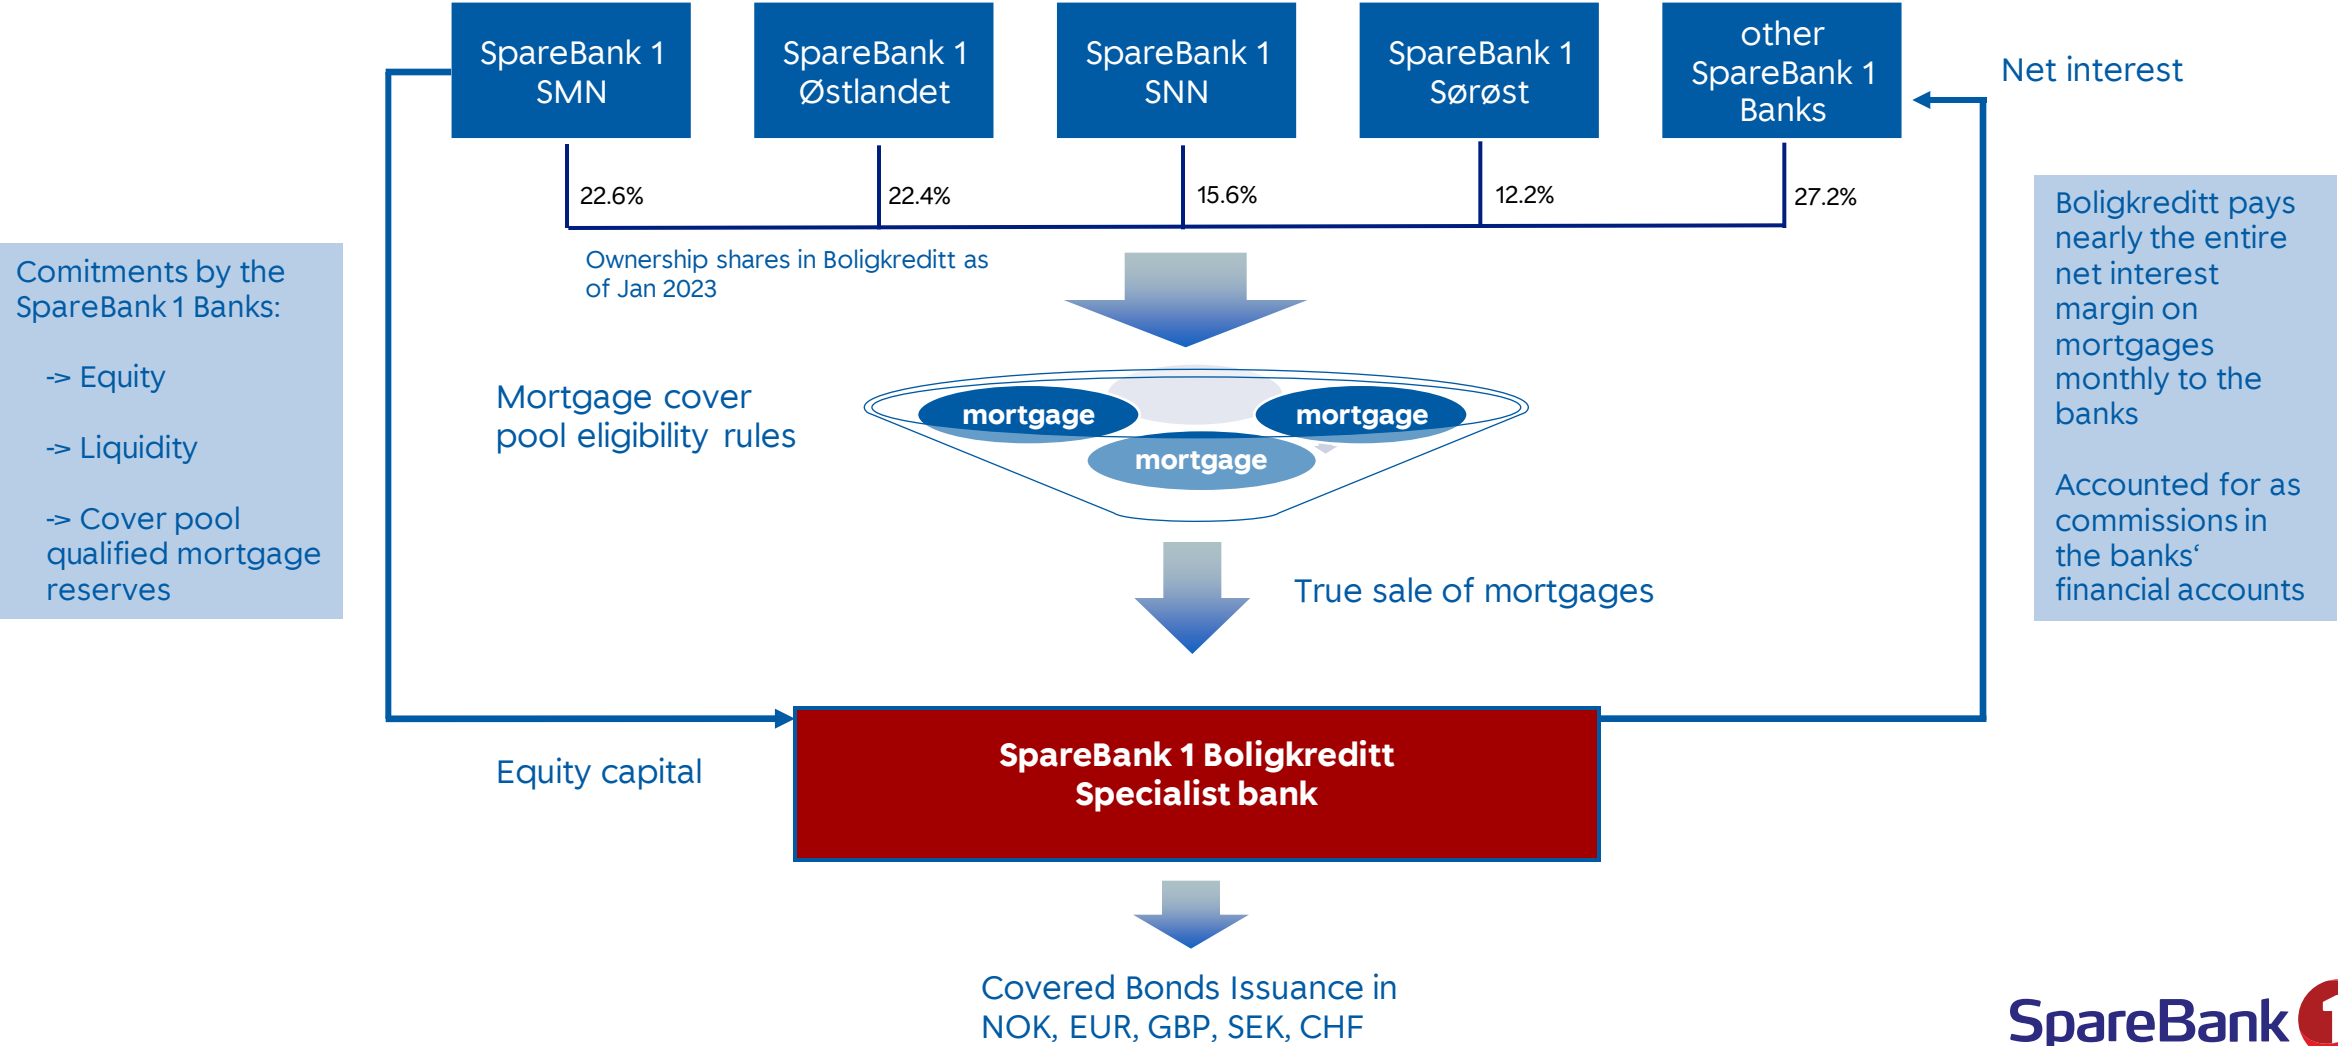 SpareBank 1
SMN
SpareBank 1
Østlandet
SpareBank 1
SNN
SpareBank 1
Sørøst
other
SpareBank 1
Banks
Net interest
22.6%
22.4%
15.6%
12.2%
27.2%
Ownership shares in Boligkreditt as
of Jan 2023
Comitments by the
SpareBank 1 Banks:
-> Equity
-> Liquidity
-> Cover pool
qualified mortgage
reserves
Boligkreditt pays
nearly the entire
net interest
margin on
mortgages
monthly to the
banks
Accounted for as
commissions in
the banks‘
financial accounts
Mortgage cover
pool eligibility rules
mortgage
mortgage
mortgage
True sale of mortgages
Equity capital
SpareBank 1 Boligkreditt
Specialist bank
Covered Bonds Issuance in
NOK, EUR, GBP, SEK, CHF
SpareBank 1